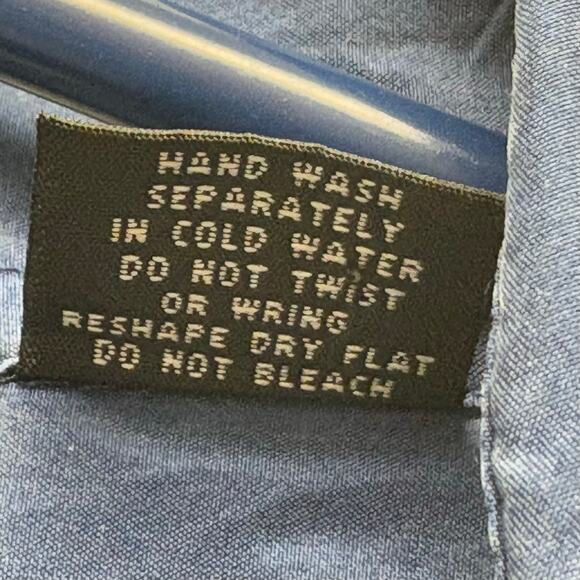 HAND WASH
SEPARATELY
IN COLD WATER
DO NOT TWIST
OR WRING
RESHAPE DRY FLAT
DO NOT BLEACH